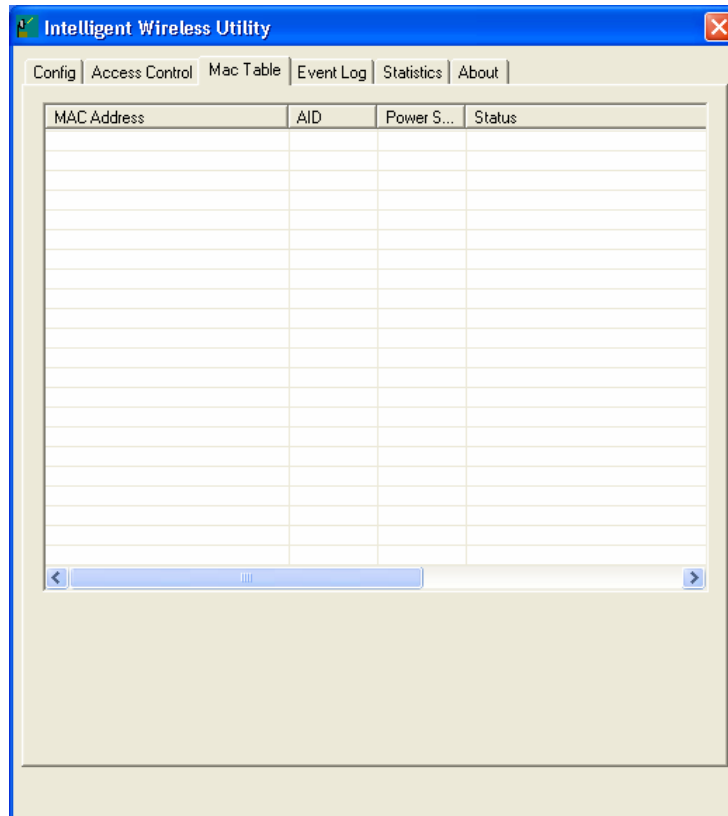 Intelligent Wireless Utility
Config Access Control Mac Table Event Log Statistics About
MAC Address AID Power S... Status